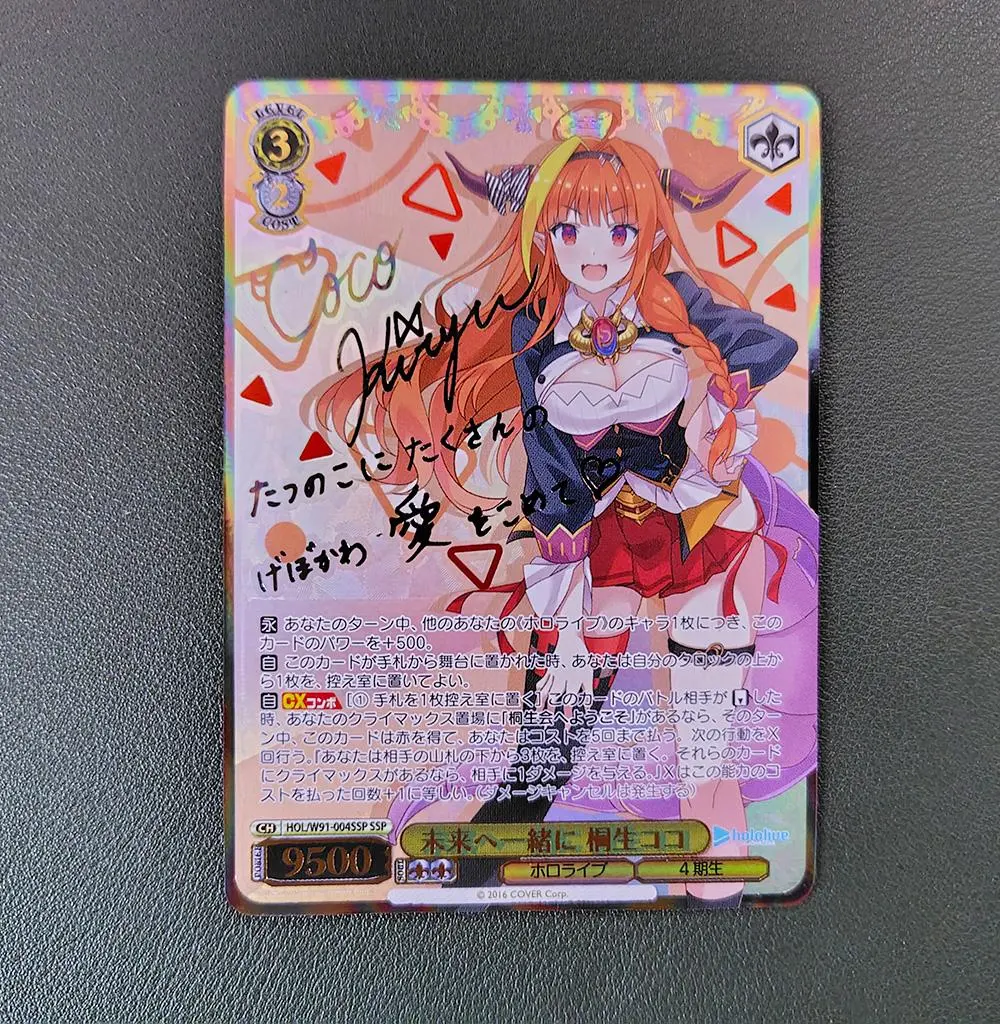 LEVEL
3
2
COST
Coco
Kiryu
たつのこに たくさんの
愛をこめて♡
げぼかわ
永 あなたのターン中、他のあなたの《ホロライブ》のキャラ1枚につき、この
カードのパワーを+500。
自 このカードが手札から舞台に置かれた時、あなたは自分のクロックの上か
ら1枚を、控え室に置いてよい。
自 CXコンボ [① 手札を1枚控え室に置く] このカードのバトル相手が した
時、あなたのクライマックス置場に「桐生会へようこそ」があるなら、そのター
ン中、このカードは赤を得て、あなたはコストを5回まで払う。次の行動をX
回行う。『あなたは相手の山札の下から3枚を、控え室に置く。それらのカード
にクライマックスがあるなら、相手に1ダメージを与える。』Xはこの能力のコ
ストを払った回数+1に等しい。(ダメージキャンセルは発生する)
CH HOL/W91-004SSP SSP
未来へ一緒に 桐生ココ
hololive
POWER
9500
SOUL
ホロライブ
4期生
© 2016 COVER Corp.